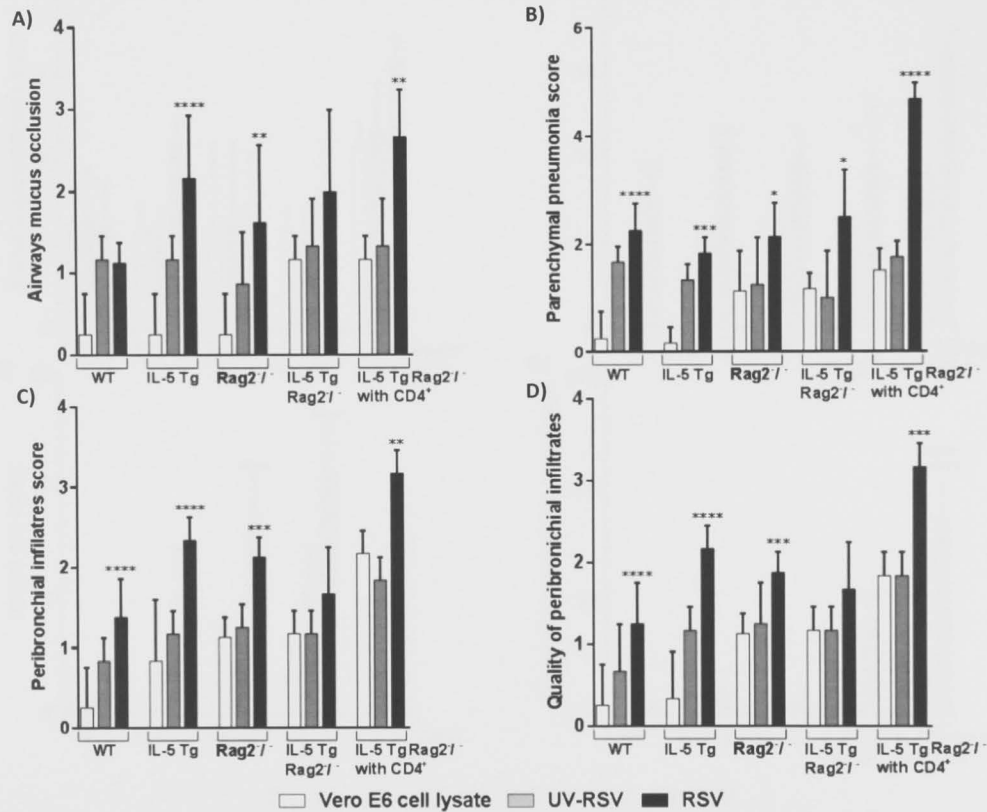 A)
Airways mucus occlusion
4
3
2
1
0
****
**
**
WT
IL-5 Tg
Rag2-/-
IL-5 Tg
Rag2-/-
IL-5 Tg Rag2-/-
with CD4+
B)
Parenchymal pneumonia score
6
4
2
0
****
***
*
*
****
WT
IL-5 Tg
Rag2-/-
IL-5 Tg
Rag2-/-
IL-5 Tg Rag2-/-
with CD4+
C)
Peribronchial infilatres score
4
3
2
1
0
****
****
***
**
WT
IL-5 Tg
Rag2-/-
IL-5 Tg
Rag2-/-
IL-5 Tg Rag2-/-
with CD4+
D)
Quality of peribronichial infiltrates
4
3
2
1
0
****
****
***
***
WT
IL-5 Tg
Rag2-/-
IL-5 Tg
Rag2-/-
IL-5 Tg Rag2-/-
with CD4+
Vero E6 cell lysate UV-RSV RSV